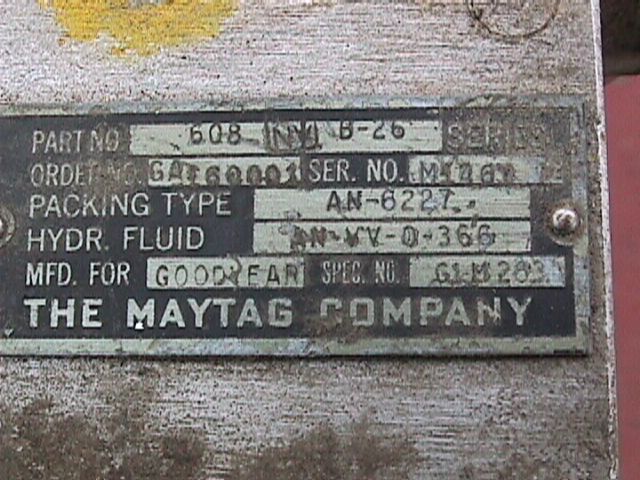 PART NO 608 INV B-26 SERIES
ORDER NO. SER. NO.
PACKING TYPE AN-6227
HYDR. FLUID AN-VV-O-366
MFD. FOR GOODYEAR SPEC. NO.
THE MAYTAG COMPANY